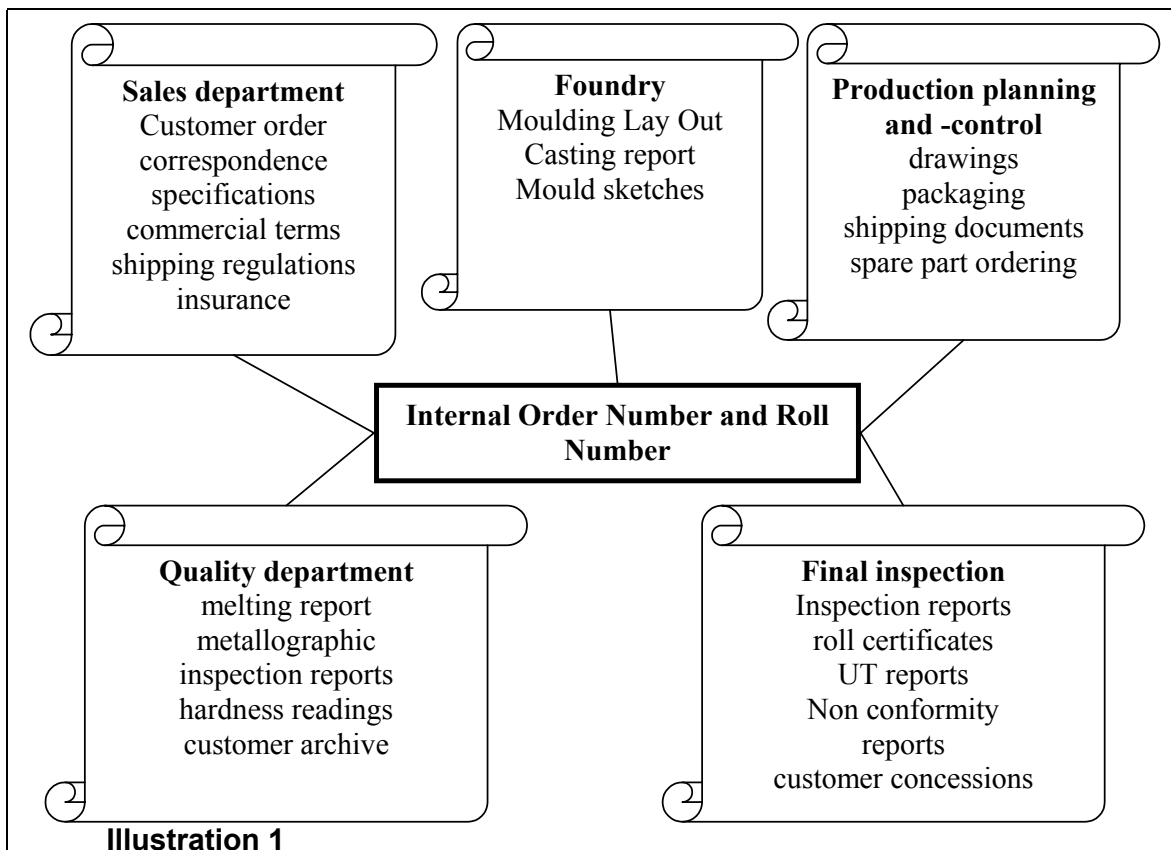 Sales department
Customer order
correspondence
specifications
commercial terms
shipping regulations
insurance
Foundry
Moulding Lay Out
Casting report
Mould sketches
Production planning
and -control
drawings
packaging
shipping documents
spare part ordering
Internal Order Number and Roll
Number
Quality department
melting report
metallographic
inspection reports
hardness readings
customer archive
Final inspection
Inspection reports
roll certificates
UT reports
Non conformity
reports
customer concessions
Illustration 1